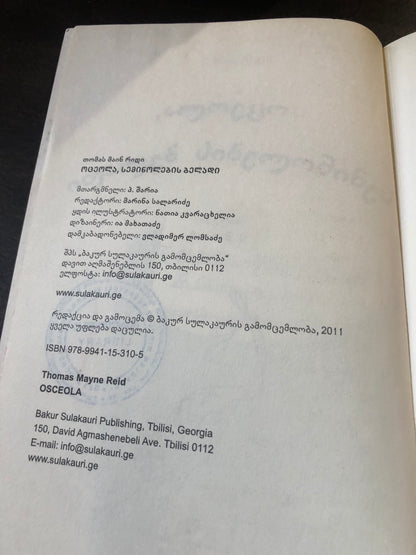 თომას მაინ რიდი
ოცეოლა, სემინოლების ბელადი
მთარგმნელი: პ. შარია
რედაქტორი: მარინა სალარიძე
ყდის ილუსტრატორი: ნათია კვარაცხელია
დიზაინერი: ია მახათაძე
დამკაბადონებელი: ვლადიმერ ლომსაძე
შპს „ბაკურ სულაკაურის გამომცემლობა“
დავით აღმაშენებლის 150, თბილისი 0112
ელფოსტა: info@sulakauri.ge
www.sulakauri.ge
რედაქცია და გამოცემა © ბაკურ სულაკაურის გამომცემლობა, 2011
ყველა უფლება დაცულია.
ISBN 978-9941-15-310-5
Thomas Mayne Reid
OSCEOLA
Bakur Sulakauri Publishing, Tbilisi, Georgia
150, David Agmashenebeli Ave. Tbilisi 0112
E-mail: info@sulakauri.ge
www.sulakauri.ge